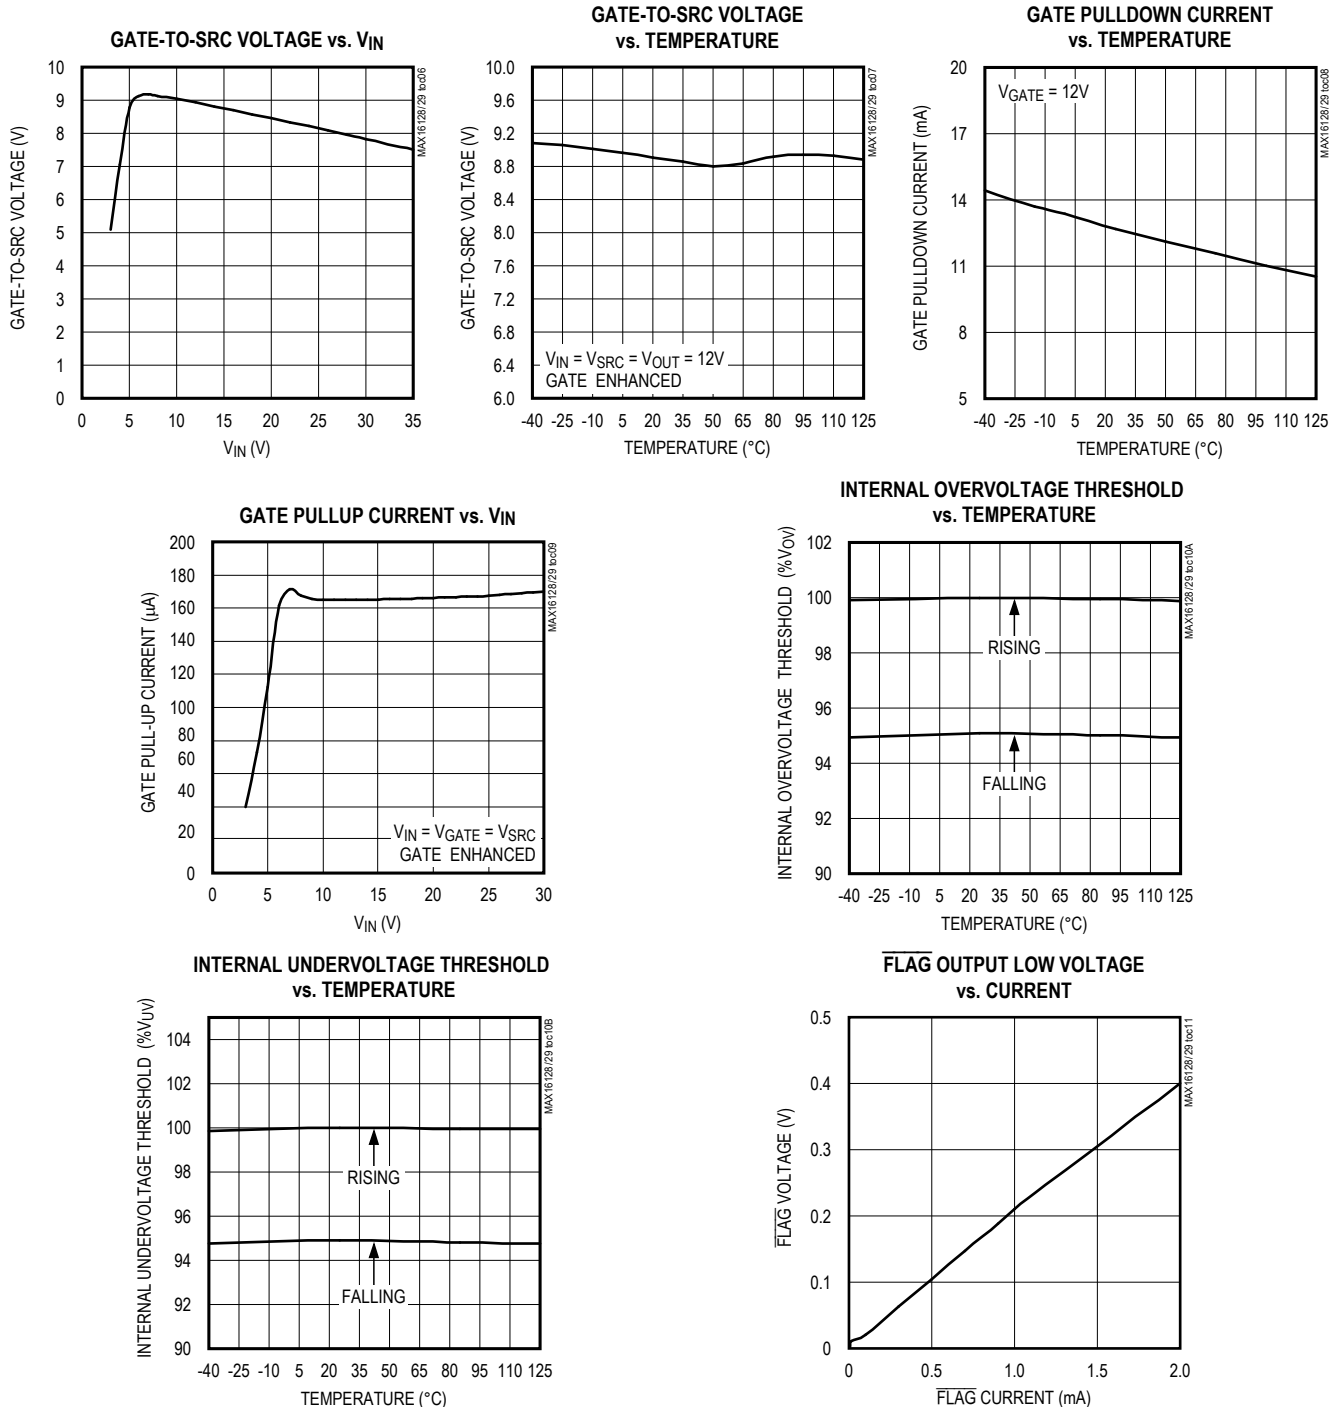 GATE-TO-SRC VOLTAGE vs. VIN
MAX16128/29 toc06
GATE-TO-SRC VOLTAGE (V)
10
9
8
7
6
5
4
3
2
1
0
0 5 10 15 20 25 30 35
VIN (V)
GATE-TO-SRC VOLTAGE
vs. TEMPERATURE
MAX16128/29 toc07
GATE-TO-SRC VOLTAGE (V)
10.0
9.6
9.2
8.8
8.4
8.0
7.6
7.2
6.8
6.4
6.0
VIN = VSRC = VOUT = 12V
GATE ENHANCED
-40 -25 -10 5 20 35 50 65 80 95 110 125
TEMPERATURE (°C)
GATE PULLDOWN CURRENT
vs. TEMPERATURE
MAX16128/29 toc08
GATE PULLDOWN CURRENT (mA)
20
17
14
11
8
5
VGATE = 12V
-40 -25 -10 5 20 35 50 65 80 95 110 125
TEMPERATURE (°C)
GATE PULLUP CURRENT vs. VIN
MAX16128/29 toc09
GATE PULL-UP CURRENT (µA)
200
180
160
140
120
100
80
60
40
20
0
VIN = VGATE = VSRC
GATE ENHANCED
0 5 10 15 20 25 30
VIN (V)
INTERNAL OVERVOLTAGE THRESHOLD
vs. TEMPERATURE
MAX16128/29 toc10A
INTERNAL OVERVOLTAGE THRESHOLD (%VOV)
102
100
98
96
94
92
90
RISING
FALLING
-40 -25 -10 5 20 35 50 65 80 95 110 125
TEMPERATURE (°C)
INTERNAL UNDERVOLTAGE THRESHOLD
vs. TEMPERATURE
MAX16128/29 toc10B
INTERNAL UNDERVOLTAGE THRESHOLD (%VUV)
104
102
100
98
96
94
92
90
RISING
FALLING
-40 -25 -10 5 20 35 50 65 80 95 110 125
TEMPERATURE (°C)
FLAG OUTPUT LOW VOLTAGE
vs. CURRENT
MAX16128/29 toc11
FLAG VOLTAGE (V)
0.5
0.4
0.3
0.2
0.1
0
0 0.5 1.0 1.5 2.0
FLAG CURRENT (mA)